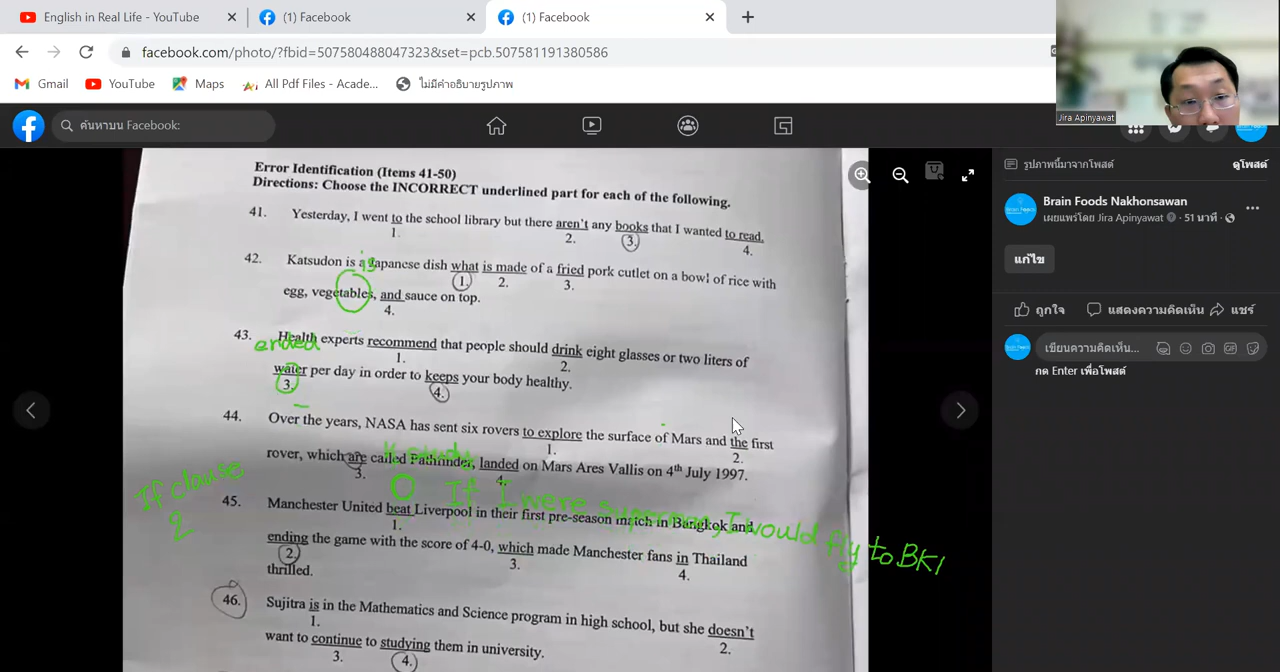 English in Real Life - YouTube
(1) Facebook
(1) Facebook
facebook.com/photo/?fbid=507580488047323&set=pcb.507581191380586
Gmail YouTube Maps All Pdf Files - Acade... ไม่มีคำอธิบายรูปภาพ
Jira Apinyawat
ค้นหาบน Facebook:
รูปภาพนี้มาจากโพสต์ ดูโพสต์
Brain Foods Nakhonsawan
เผยแพร่โดย Jira Apinyawat · 51 นาที ·
แก้ไข
ถูกใจ แสดงความคิดเห็น แชร์
เขียนความคิดเห็น...
กด Enter เพื่อโพสต์
Error Identification (Items 41-50)
Directions: Choose the INCORRECT underlined part for each of the following.
41. Yesterday, I went to the school library but there aren't any books that I wanted to read.
1. 2. 3. 4.
is
42. Katsudon is a Japanese dish what is made of a fried pork cutlet on a bowl of rice with
1. 2. 3.
egg, vegetables, and sauce on top.
4.
43. Health experts recommend that people should drink eight glasses or two liters of
ended
1. 2.
water per day in order to keeps your body healthy.
3. 4.
44. Over the years, NASA has sent six rovers to explore the surface of Mars and the first
1. 2.
rover, which are called Pathfinder, landed on Mars Ares Vallis on 4th July 1997.
3. 4.
If clause
2
0 If I were superman, I would fly to BKK
45. Manchester United beat Liverpool in their first pre-season match in Bangkok and
1.
ending the game with the score of 4-0, which made Manchester fans in Thailand
2. 3. 4.
thrilled.
46. Sujitra is in the Mathematics and Science program in high school, but she doesn't
1. 2.
want to continue to studying them in university.
3. 4.